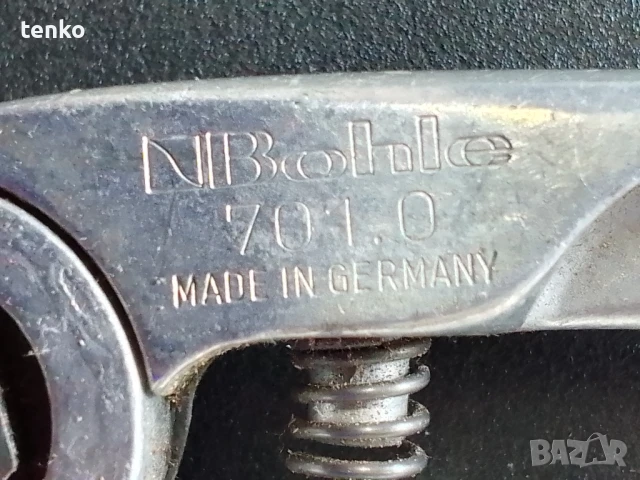 tenko
NBohle
701.0
MADE IN GERMANY
BAZAR